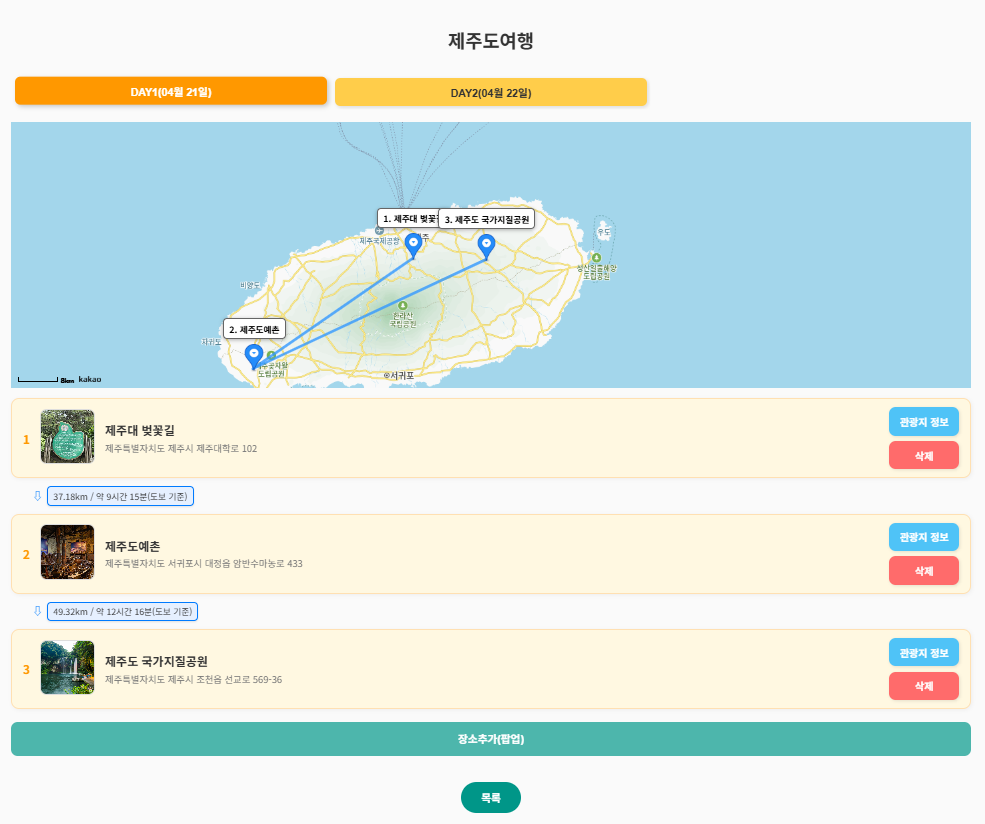 제주도여행
DAY1(04월 21일)
DAY2(04월 22일)
1. 제주대 벚꽃
3. 제주도 국가지질공원
제주국제공항
주
우도
성산일출해양
도립공원
비양도
한라산
국립공원
2. 제주도예촌
차귀도
곶자왈
도립공원
서귀포
8km kakao
1
제주대 벚꽃길
제주특별자치도 제주시 제주대학로 102
관광지 정보
삭제
37.18km / 약 9시간 15분(도보 기준)
2
제주도예촌
제주특별자치도 서귀포시 대정읍 암반수마농로 433
관광지 정보
삭제
49.32km / 약 12시간 16분(도보 기준)
3
제주도 국가지질공원
제주특별자치도 제주시 조천읍 선교로 569-36
관광지 정보
삭제
장소추가(팝업)
목록